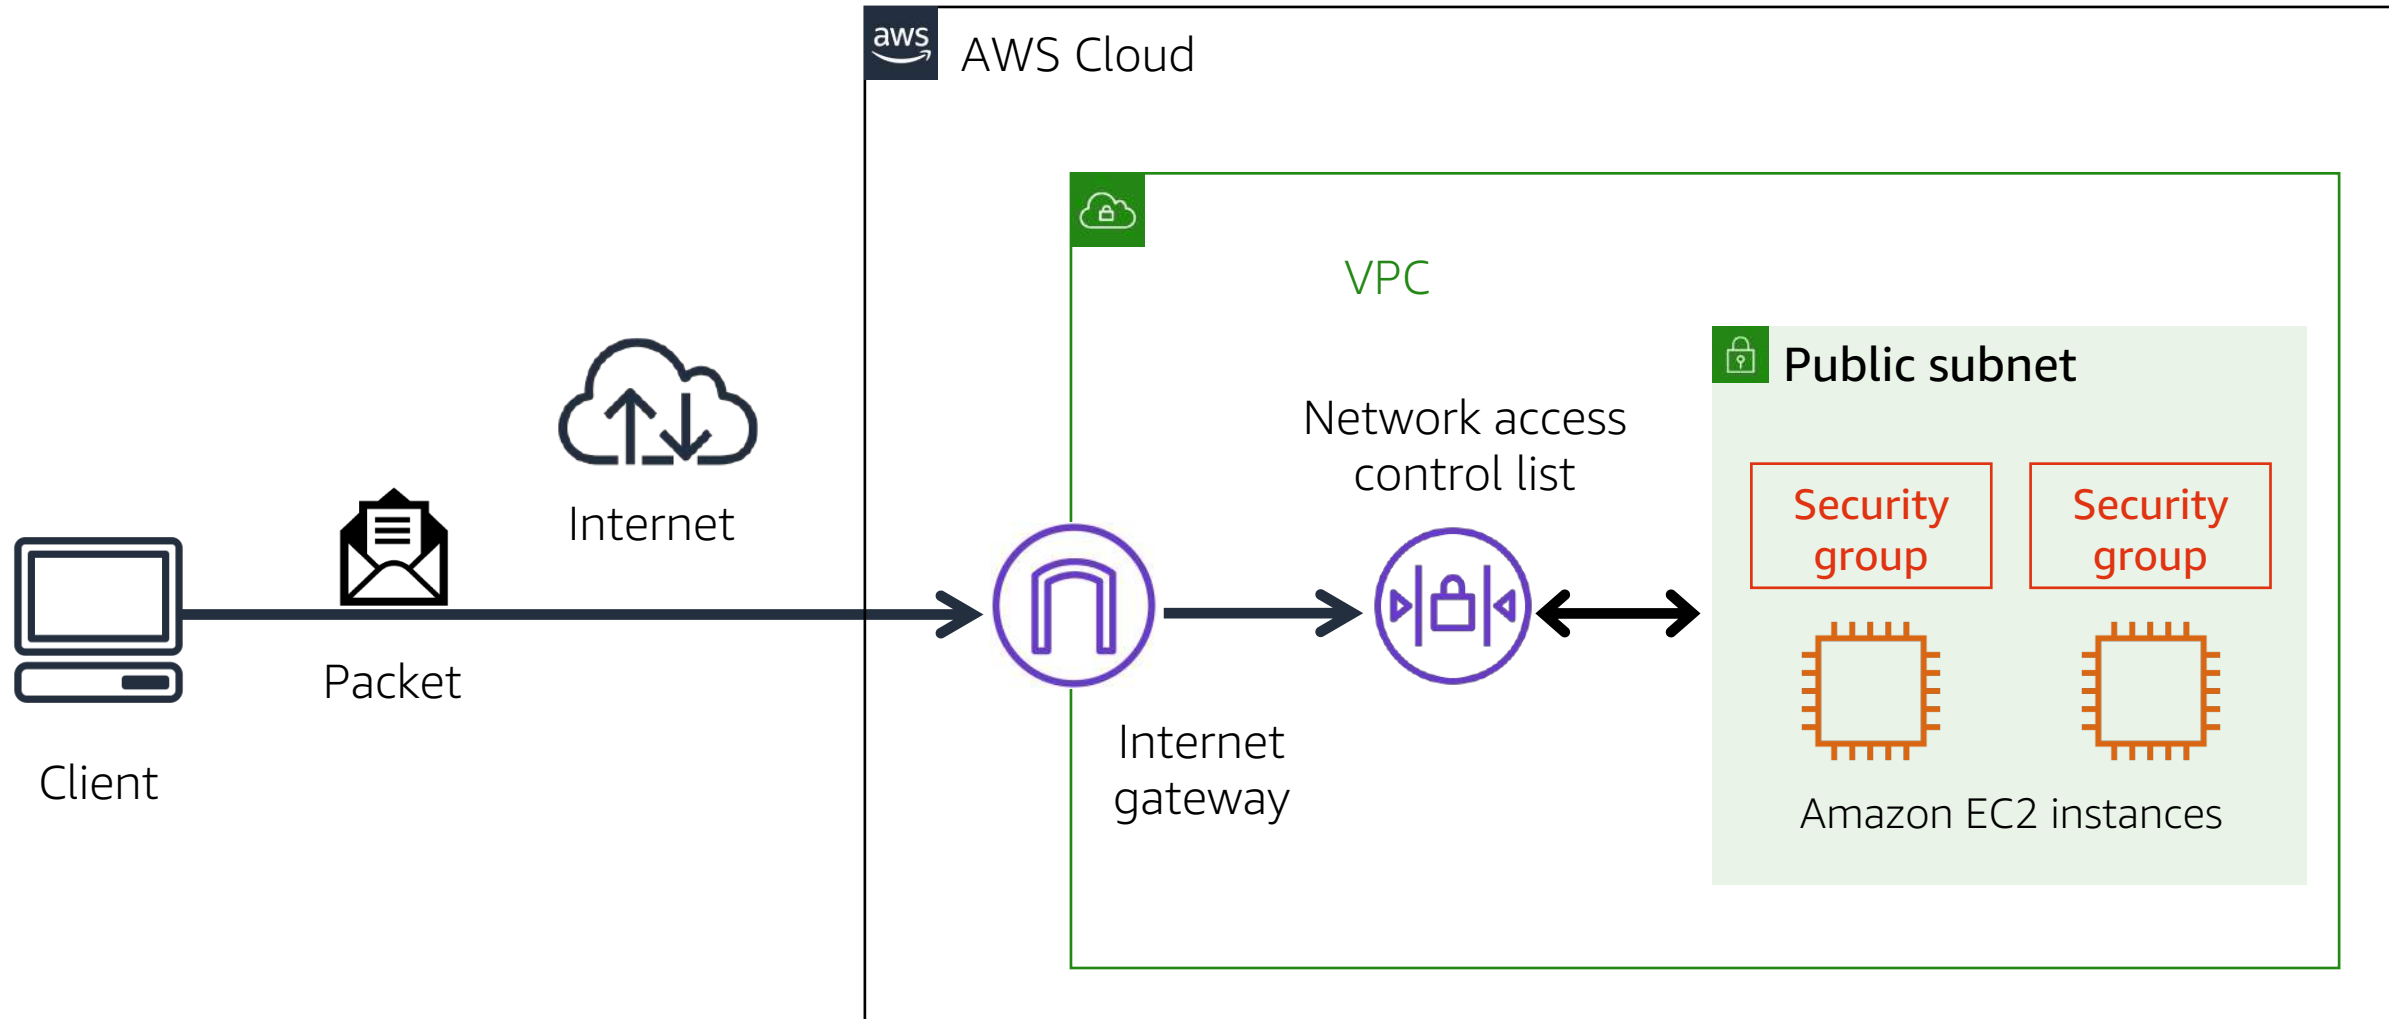 aws
AWS Cloud
VPC
Public subnet
Network access
control list
Security
group
Security
group
Internet
Packet
Internet
gateway
Client
Amazon EC2 instances